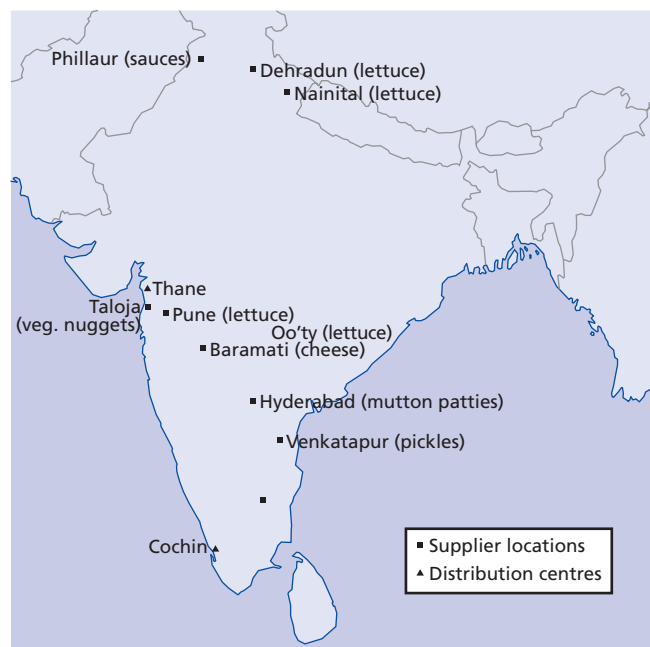 Phillaur (sauces)
Dehradun (lettuce)
Nainital (lettuce)
Thane
Taloja
(veg. nuggets)
Pune (lettuce)
Oo'ty (lettuce)
Baramati (cheese)
Hyderabad (mutton patties)
Venkatapur (pickles)
Cochin
Supplier locations
Distribution centres